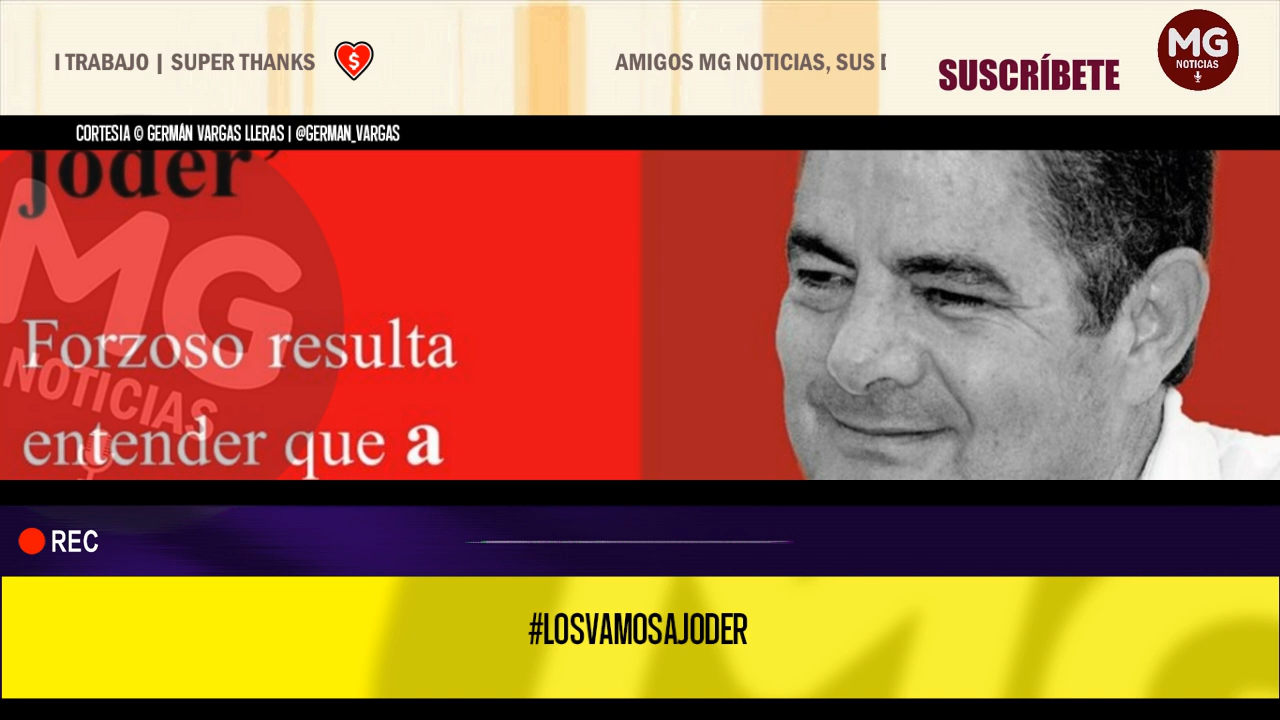 I TRABAJO | SUPER THANKS
AMIGOS MG NOTICIAS, SUS
SUSCRÍBETE
MG
NOTICIAS
CORTESIA © GERMÁN VARGAS LLERAS | @GERMAN_VARGAS
joder´
MG
NOTICIAS
Forzoso resulta
entender que a
REC
#LOSVAMOSAJODER